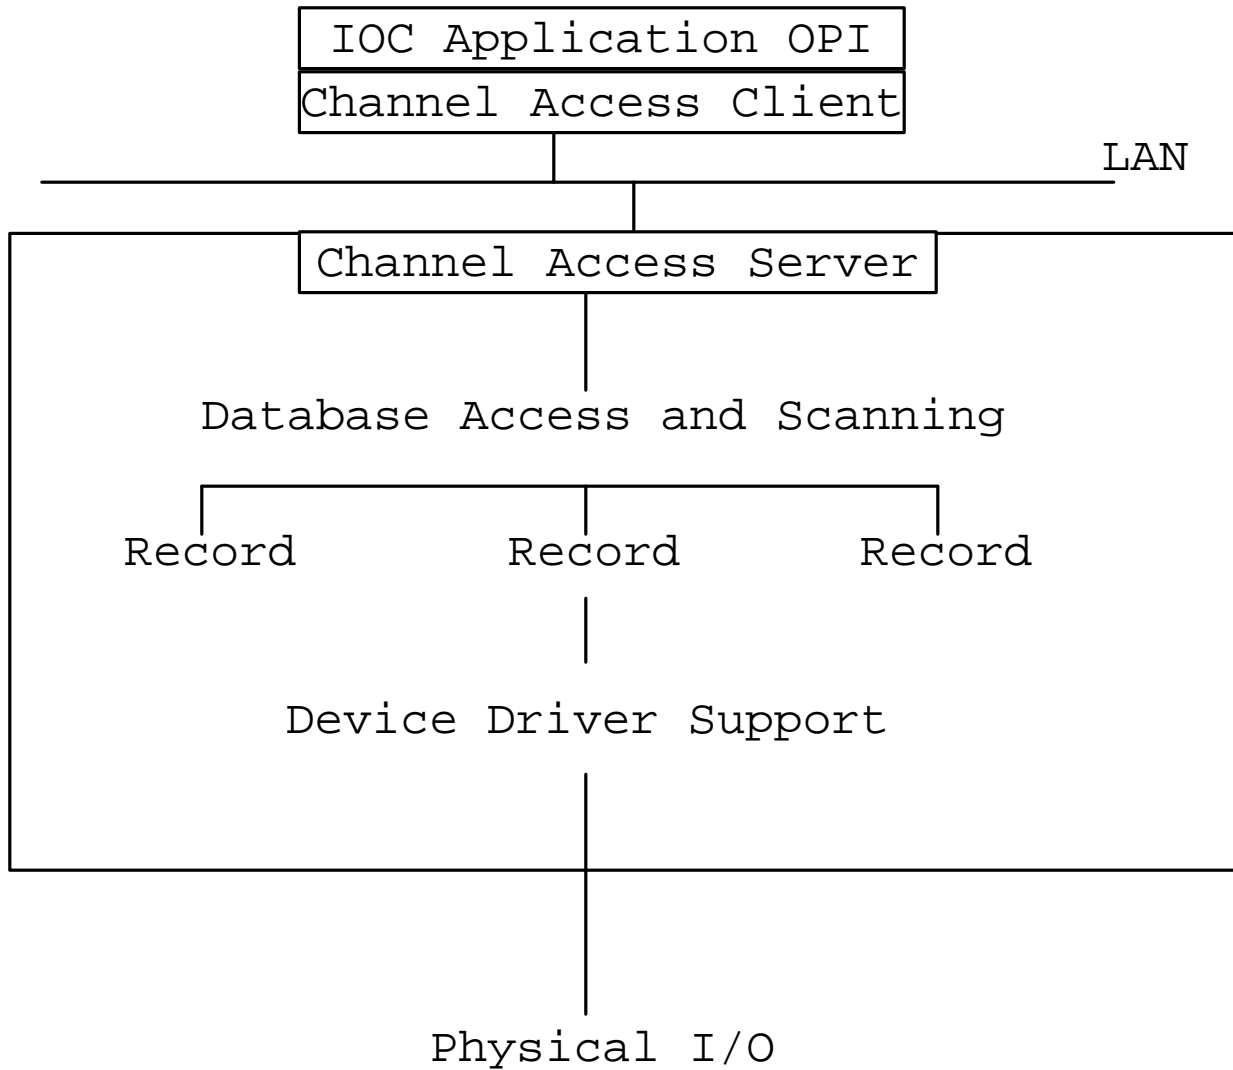 IOC Application OPI
Channel Access Client
LAN
Channel Access Server
Database Access and Scanning
Record Record Record
Device Driver Support
Physical I/O